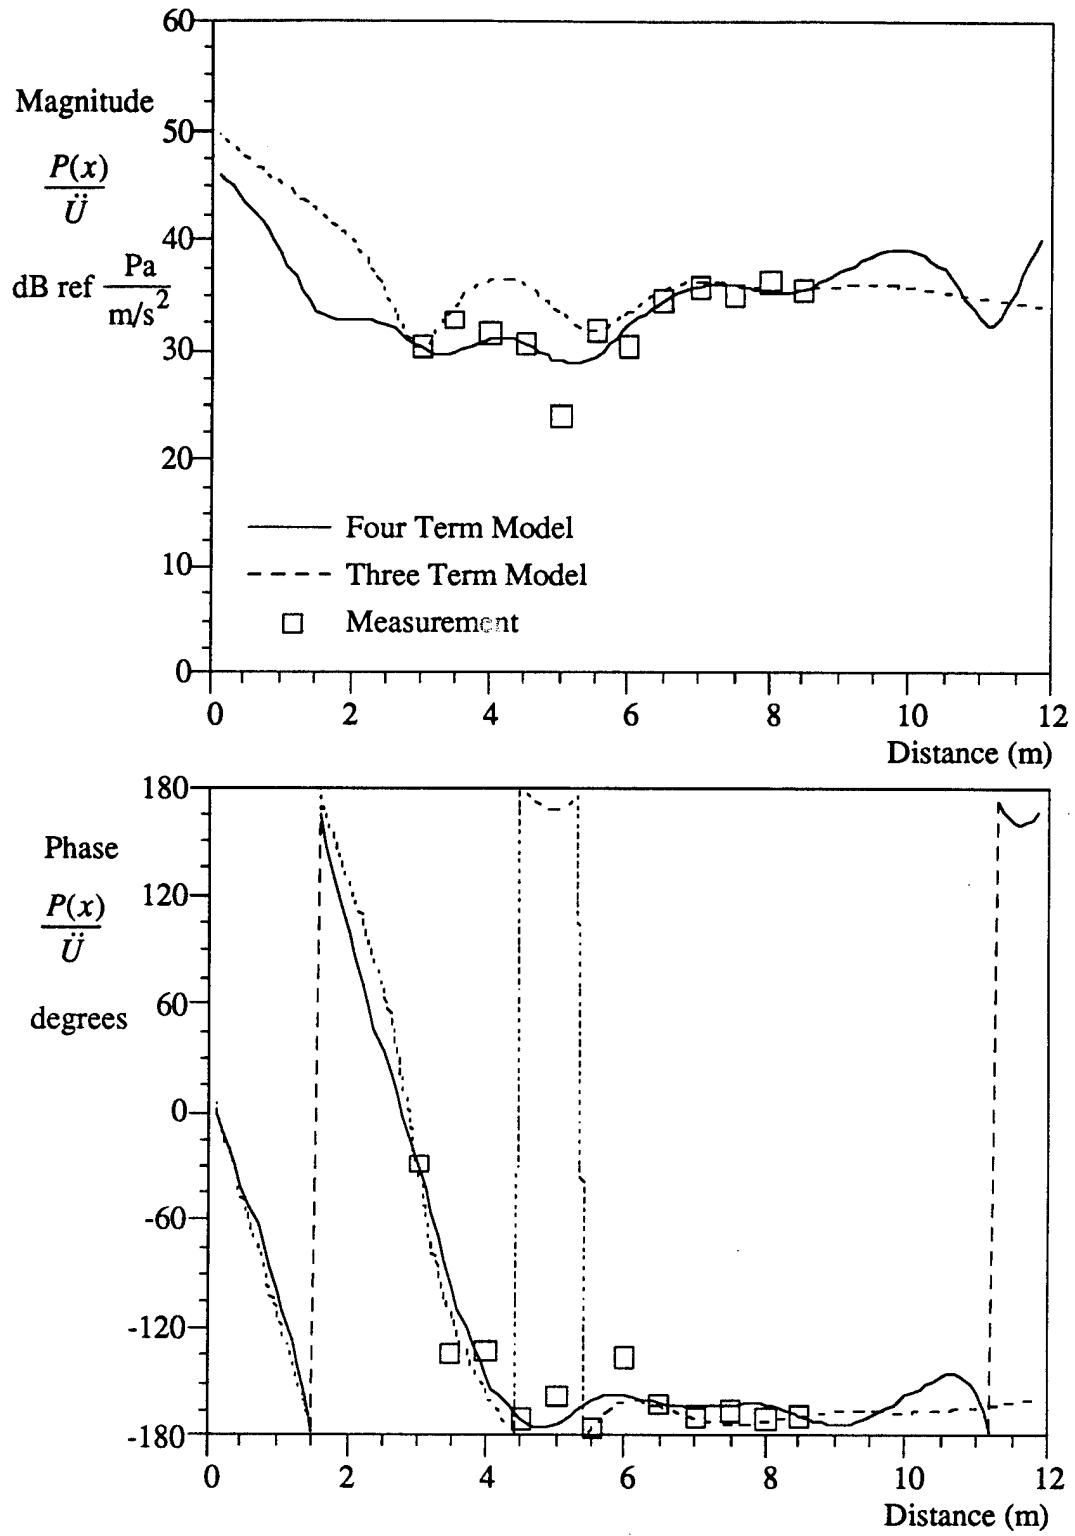 60
Magnitude
50
P(x)
Ü
40
dB ref Pa
m/s²
30
20
Four Term Model
10
Three Term Model
Measurement
0
0 2 4 6 8 10 12
Distance (m)
180
Phase
120
P(x)
Ü
60
degrees
0
-60
-120
-180
0 2 4 6 8 10 12
Distance (m)